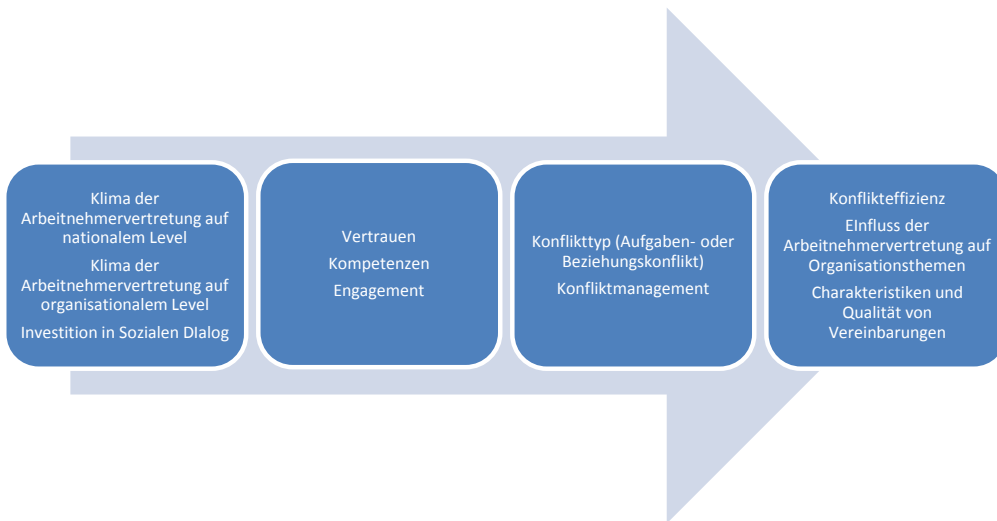 Klima der
Arbeitnehmervertretung auf
nationalem Level
Klima der
Arbeitnehmervertretung auf
organisationalem Level
Investition in Sozialen DIalog
Vertrauen
Kompetenzen
Engagement
Konflikttyp (Aufgaben- oder
Beziehungskonflikt)
Konfliktmanagement
Konflikteffizienz
EInfluss der
Arbeitnehmervertretung auf
Organisationsthemen
Charakteristiken und
Qualität von
Vereinbarungen